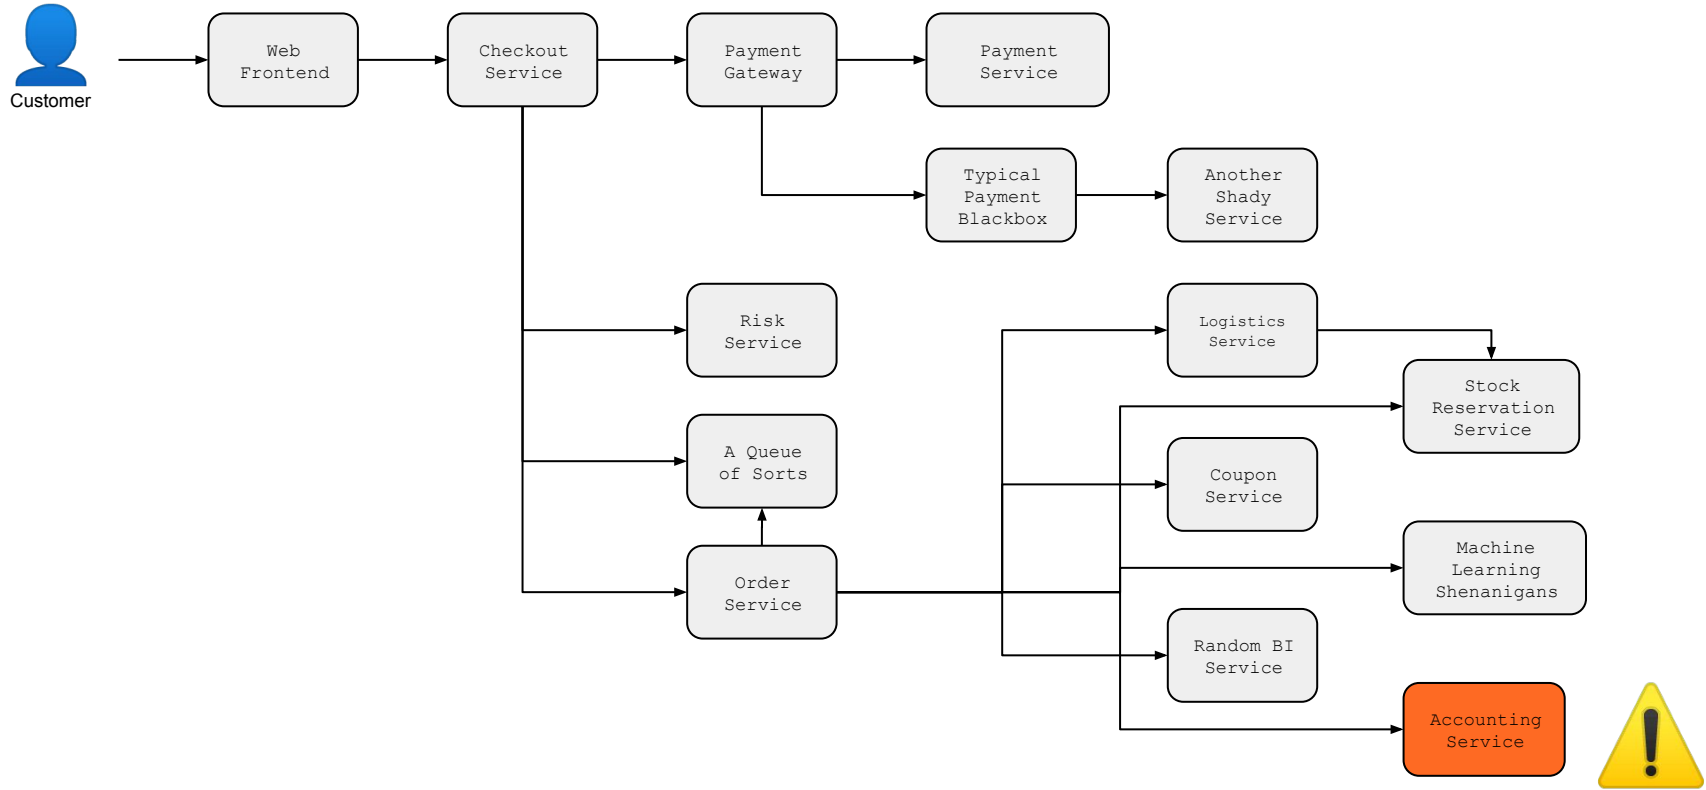 Customer
Web
Frontend
Checkout
Service
Payment
Gateway
Payment
Service
Typical
Payment
Blackbox
Another
Shady
Service
Risk
Service
Logistics
Service
Stock
Reservation
Service
A Queue
of Sorts
Coupon
Service
Order
Service
Machine
Learning
Shenanigans
Random BI
Service
Accounting
Service